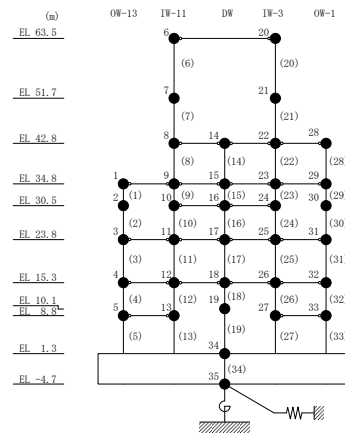 (m) OW-13 IW-11 DW IW-3 OW-1
EL 63.5 6 20
(6) (20)
EL 51.7 7 21
(7) (21)
EL 42.8 8 14 22 28
(8) (14) (22) (28)
EL 34.8 1 9 15 23 29
(1) (9) (15) (23) (29)
EL 30.5 2 10 16 24 30
(2) (10) (16) (24) (30)
EL 23.8 3 11 17 25 31
(3) (11) (17) (25) (31)
EL 15.3 4 12 18 26 32
(4) (12) (18) (26) (32)
EL 10.1 19
EL 8.8 5 13 27 33
(5) (13) (19) (27) (33)
EL 1.3 34
(34)
EL -4.7 35